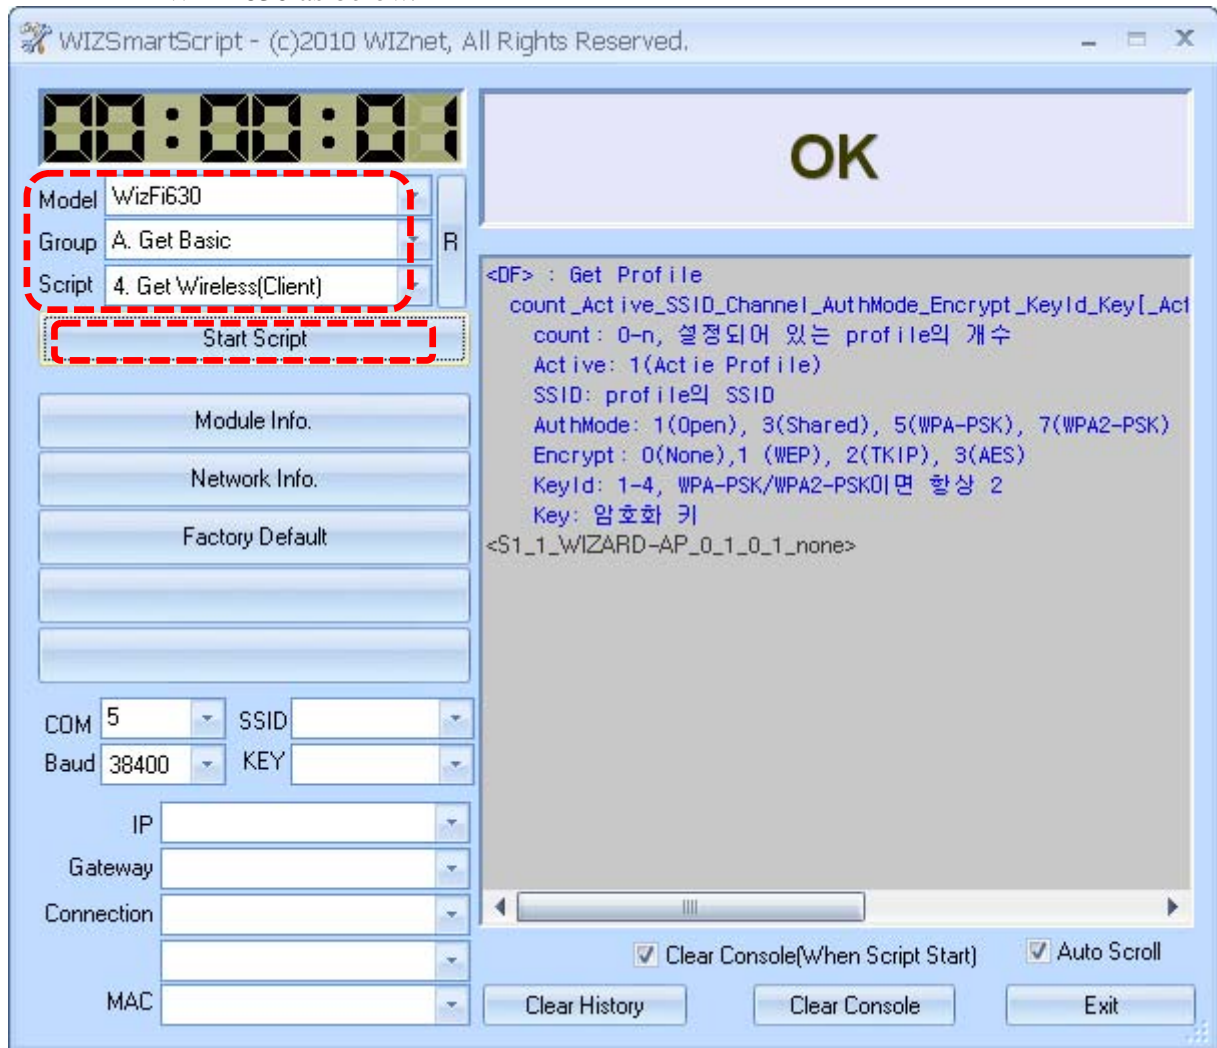 WIZSmartScript - (c)2010 WIZnet, All Rights Reserved.
00:00:01
OK
Model WizFi630
Group A. Get Basic
R
Script 4. Get Wireless(Client)
Start Script
Module Info.
Network Info.
Factory Default
COM 5 SSID
Baud 38400 KEY
IP
Gateway
Connection
MAC
<DF> : Get Profile
count_Active_SSID_Channel_AuthMode_Encrypt_KeyId_Key[_Act
count: 0-n, 설정되어 있는 profile의 개수
Active: 1(Actie Profile)
SSID: profile의 SSID
AuthMode: 1(Open), 3(Shared), 5(WPA-PSK), 7(WPA2-PSK)
Encrypt: 0(None),1 (WEP), 2(TKIP), 3(AES)
KeyId: 1-4, WPA-PSK/WPA2-PSK이면 항상 2
Key: 암호화 키
<S1_1_WIZARD-AP_0_1_0_1_none>
Clear Console(When Script Start) Auto Scroll
Clear History Clear Console Exit